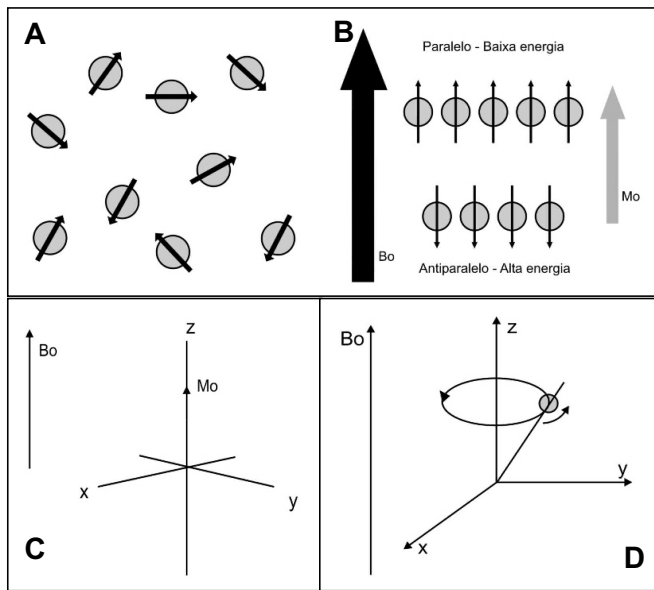 A
B
Paralelo - Baixa energia
Mo
Bo
Antiparalelo - Alta energia
Bo
z
Mo
x
y
C
Bo
z
y
x
D